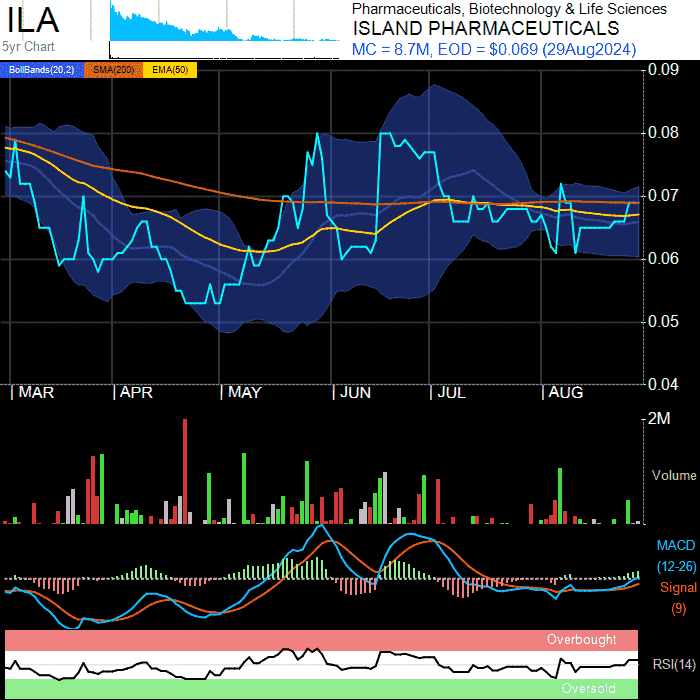 ILA
5yr Chart
Pharmaceuticals, Biotechnology & Life Sciences
ISLAND PHARMACEUTICALS
MC = 8.7M, EOD = $0.069 (29Aug2024)
BollBands(20,2) SMA(200) EMA(50)
0.09
0.08
0.07
0.06
0.05
0.04
MAR APR MAY JUN JUL AUG
2M
Volume
MACD
(12-26)
Signal
(9)
Overbought
RSI(14)
Oversold